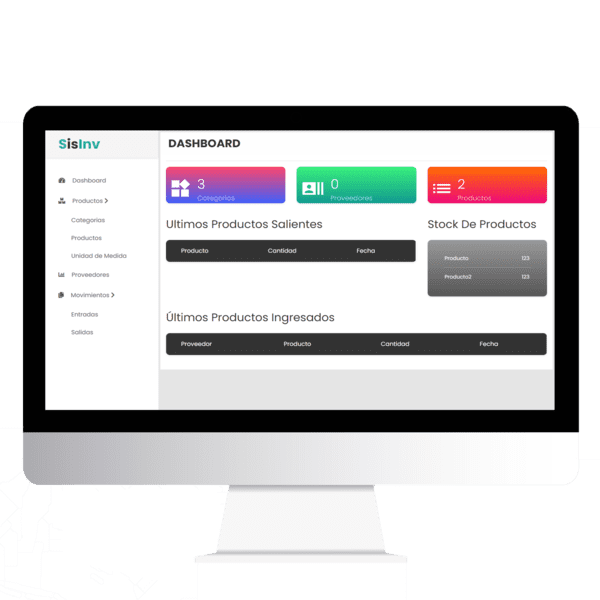 SisInv
Dashboard
Productos
Categorias
Productos
Unidad de Medida
Proveedores
Movimientos
Entradas
Salidas
DASHBOARD
3
Categorias
0
Proveedores
2
Productos
Ultimos Productos Salientes
Producto Cantidad Fecha
Stock De Productos
Producto 123
Producto2 123
Últimos Productos Ingresados
Proveedor Producto Cantidad Fecha